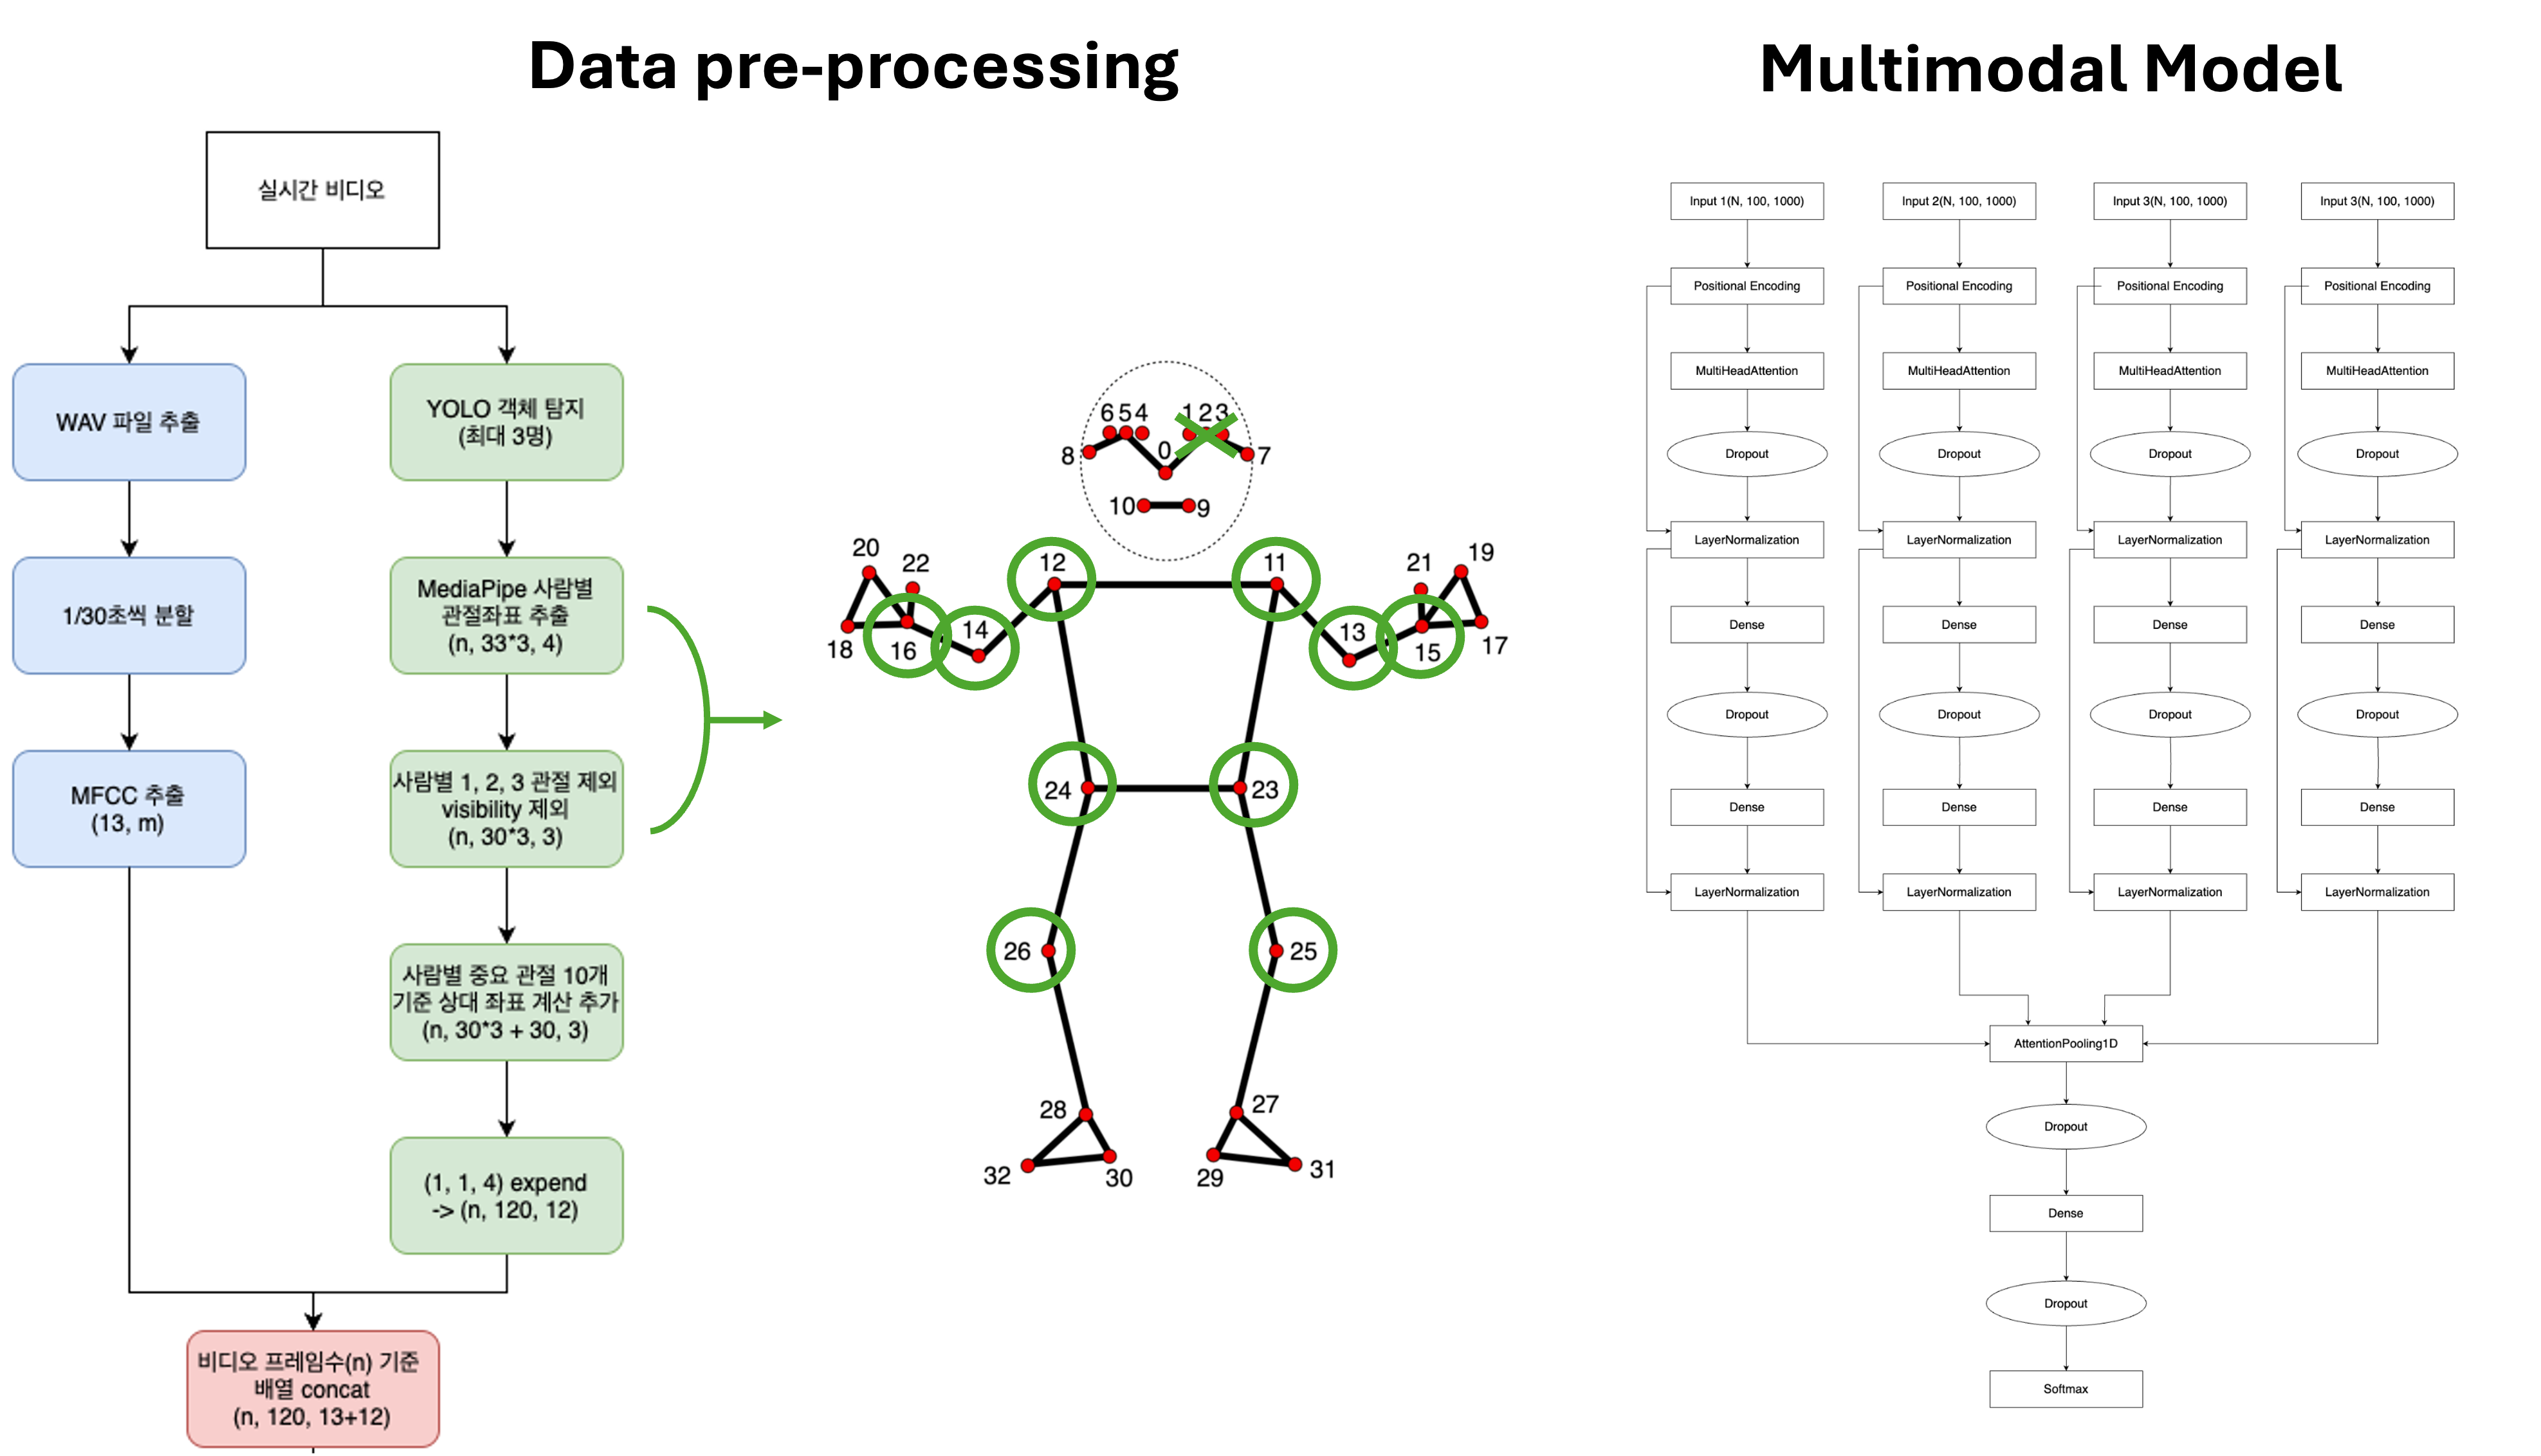 Data pre-processing
Multimodal Model
실시간 비디오
WAV 파일 추출
1/30초씩 분할
MFCC 추출
(13, m)
YOLO 객체 탐지
(최대 3명)
MediaPipe 사람별
관절좌표 추출
(n, 33*3, 4)
사람별 1, 2, 3 관절 제외
visibility 제외
(n, 30*3, 3)
사람별 중요 관절 10개
기준 상대 좌표 계산 추가
(n, 30*3 + 30, 3)
(1, 1, 4) expend
-> (n, 120, 12)
비디오 프레임수(n) 기준
배열 concat
(n, 120, 13+12)
6 5 4 1 2 3
8 0 7
10 9
20 22 12 11 21 19
18 16 14 13 15 17
24 23
26 25
28 27
32 30 29 31
Input 1(N, 100, 1000)
Positional Encoding
MultiHeadAttention
Dropout
LayerNormalization
Dense
Dropout
Dense
LayerNormalization
Input 2(N, 100, 1000)
Positional Encoding
MultiHeadAttention
Dropout
LayerNormalization
Dense
Dropout
Dense
LayerNormalization
Input 3(N, 100, 1000)
Positional Encoding
MultiHeadAttention
Dropout
LayerNormalization
Dense
Dropout
Dense
LayerNormalization
Input 3(N, 100, 1000)
Positional Encoding
MultiHeadAttention
Dropout
LayerNormalization
Dense
Dropout
Dense
LayerNormalization
AttentionPooling1D
Dropout
Dense
Dropout
Softmax